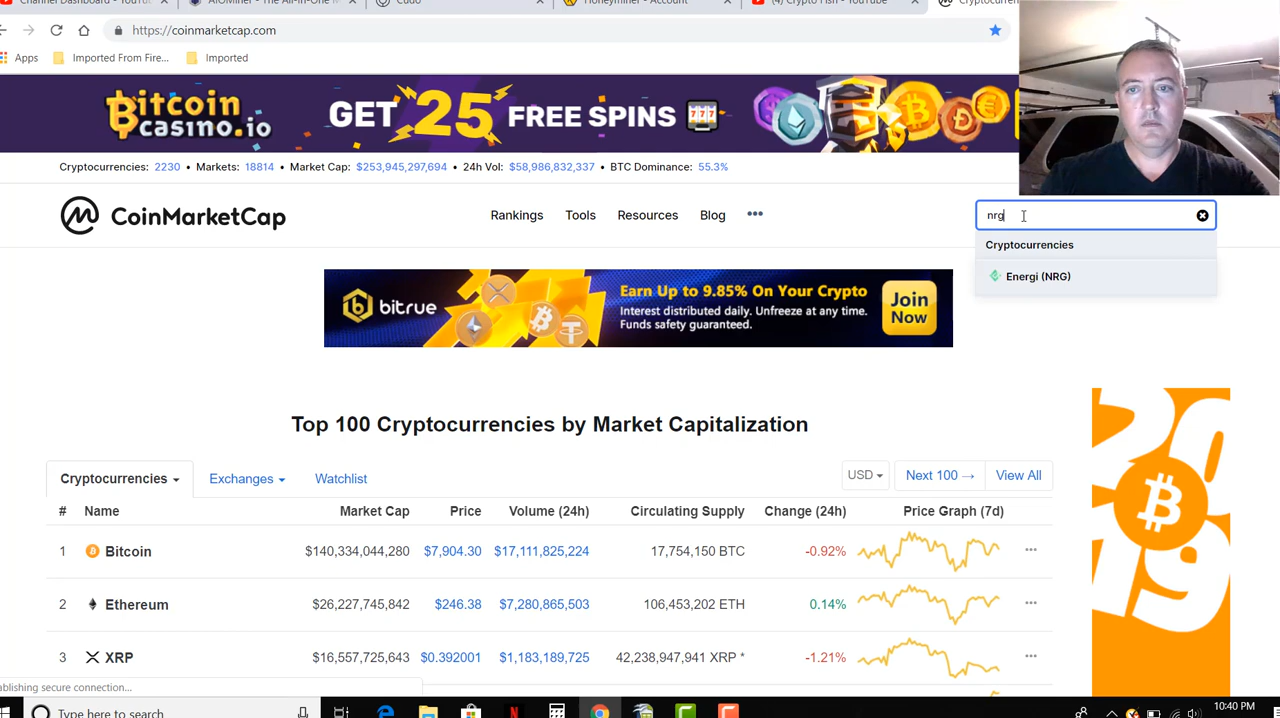 Channel Dashboard - YouTu
AIOMiner - The All-In-One M
Cudo
Honeyminer - Account
(4) Crypto Fish - YouTube
Cryptocurren
https://coinmarketcap.com
Apps
Imported From Fire...
Imported
Bitcoin
casino.io
GET 25 FREE SPINS
Cryptocurrencies: 2230 • Markets: 18814 • Market Cap: $253,945,297,694 • 24h Vol: $58,986,832,337 • BTC Dominance: 55.3%
CoinMarketCap
Rankings
Tools
Resources
Blog
•••
nrg
Cryptocurrencies
Energi (NRG)
bitrue
Earn Up to 9.85% On Your Crypto
Interest distributed daily. Unfreeze at any time.
Funds safety guaranteed.
Join
Now
Top 100 Cryptocurrencies by Market Capitalization
Cryptocurrencies
Exchanges
Watchlist
USD
Next 100 →
View All
# Name Market Cap Price Volume (24h) Circulating Supply Change (24h) Price Graph (7d)
1 Bitcoin $140,334,044,280 $7,904.30 $17,111,825,224 17,754,150 BTC -0.92%
2 Ethereum $26,227,745,842 $246.38 $7,280,865,503 106,453,202 ETH 0.14%
3 XRP $16,557,725,643 $0.392001 $1,183,189,725 42,238,947,941 XRP * -1.21%
20
19
ablishing secure connection...
Type here to search
10:40 PM